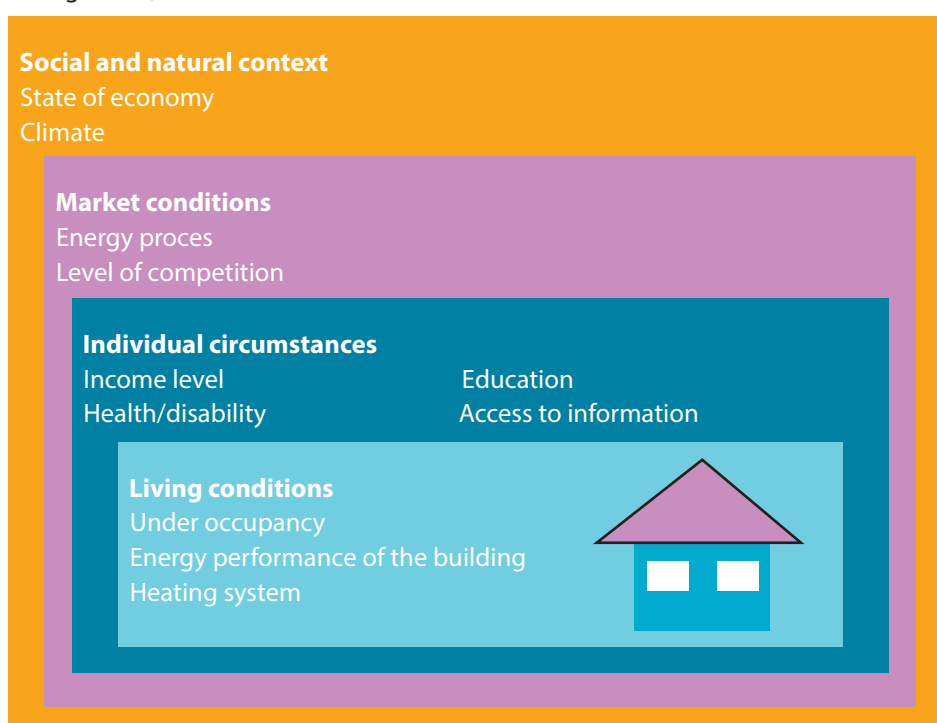 Social and natural context
State of economy
Climate
Market conditions
Energy proces
Level of competition
Individual circumstances
Income level
Education
Health/disability
Access to information
Living conditions
Under occupancy
Energy performance of the building
Heating system